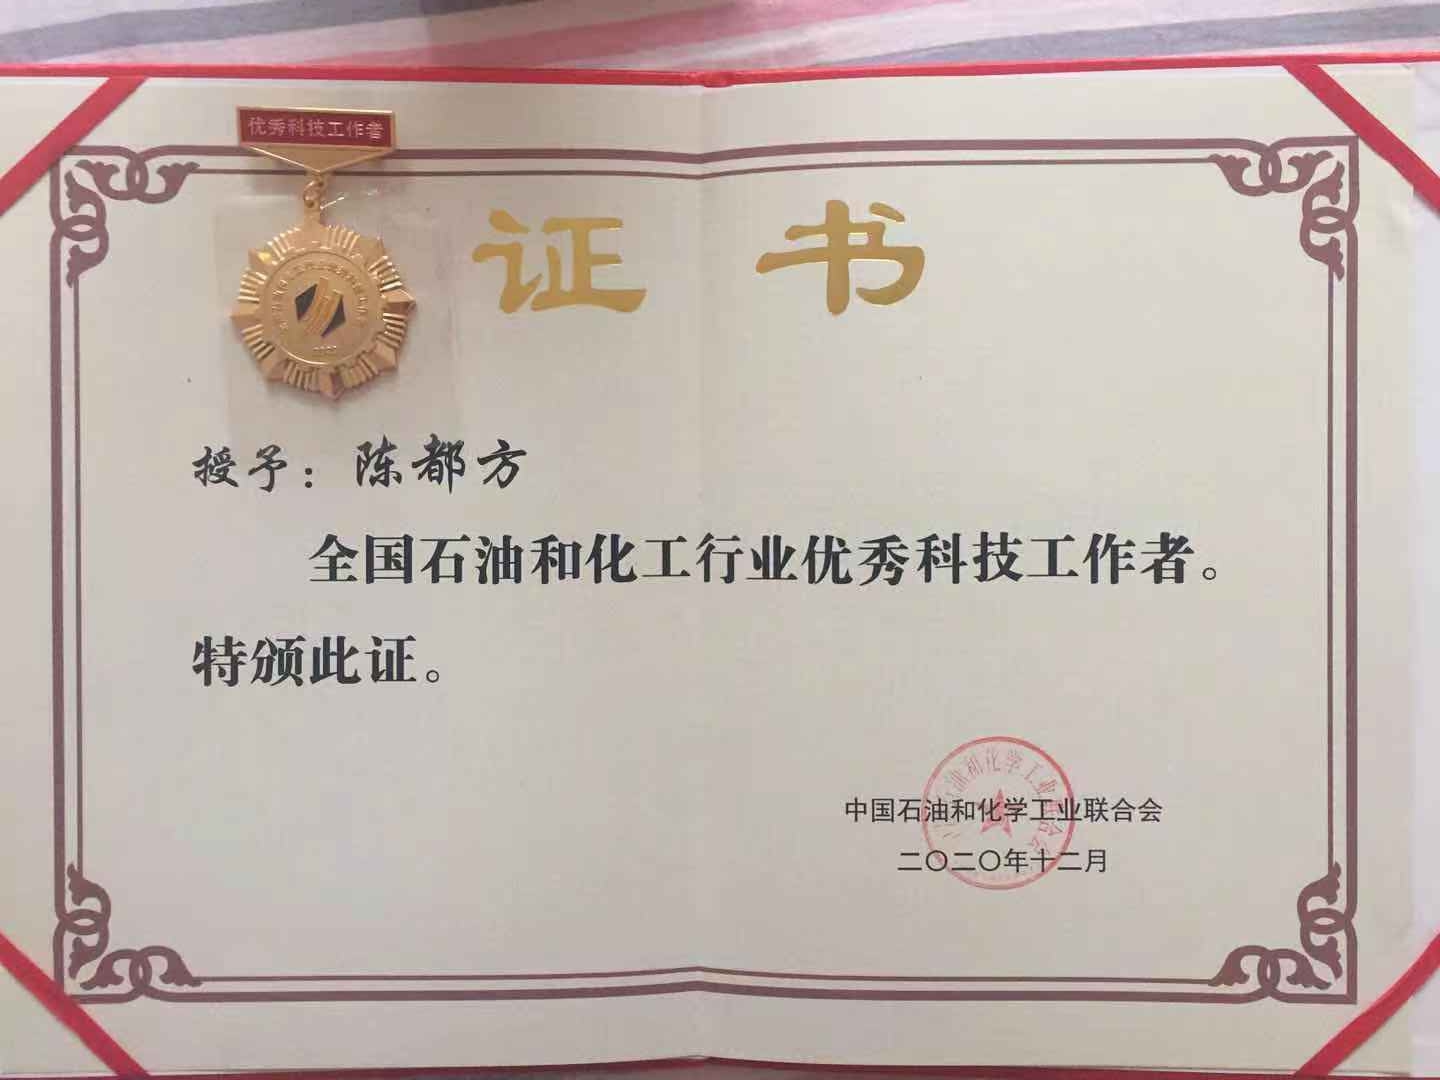 优秀科技工作者
证书
授予：陈都方
全国石油和化工行业优秀科技工作者。
特颁此证。
中国石油和化学工业联合会
二〇二〇年十二月